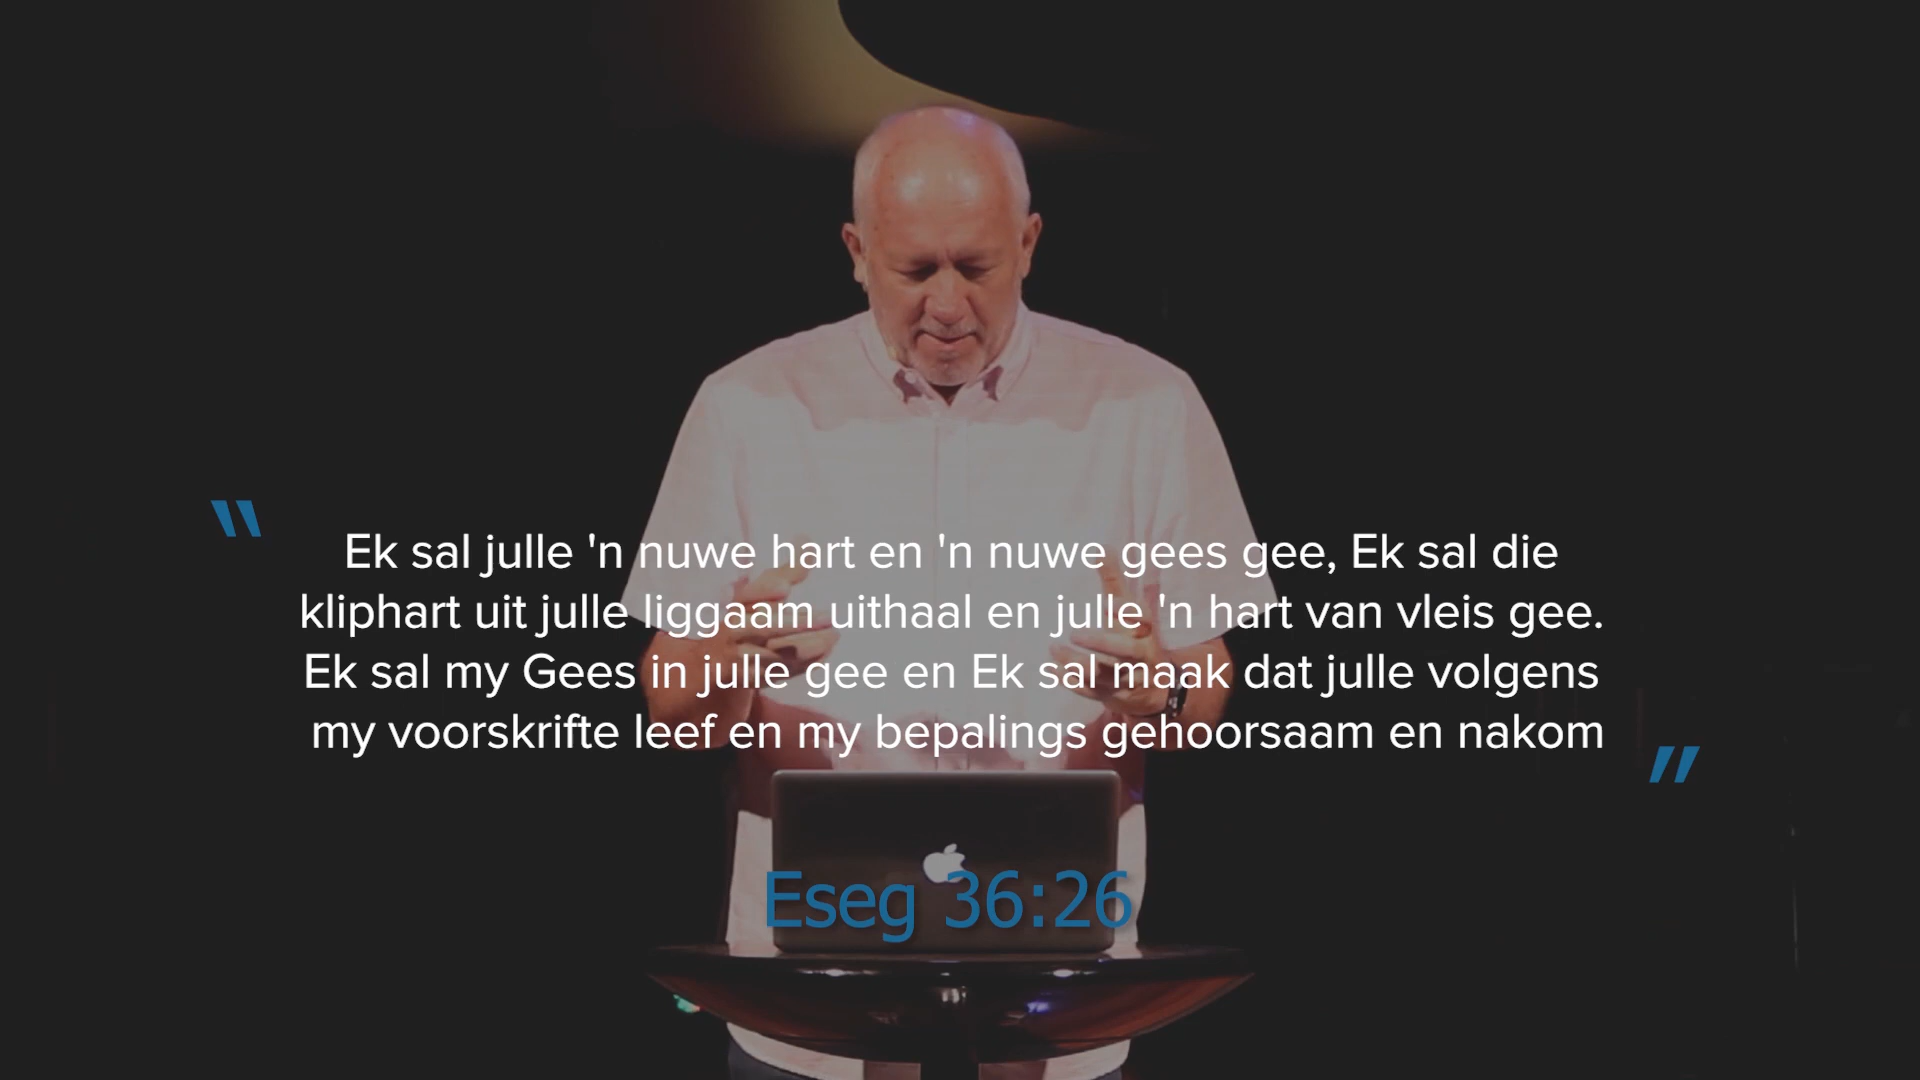 Ek sal julle 'n nuwe hart en 'n nuwe gees gee, Ek sal die
kliphart uit julle liggaam uithaal en julle 'n hart van vleis gee.
Ek sal my Gees in julle gee en Ek sal maak dat julle volgens
my voorskrifte leef en my bepalings gehoorsaam en nakom
Eseg 36:26